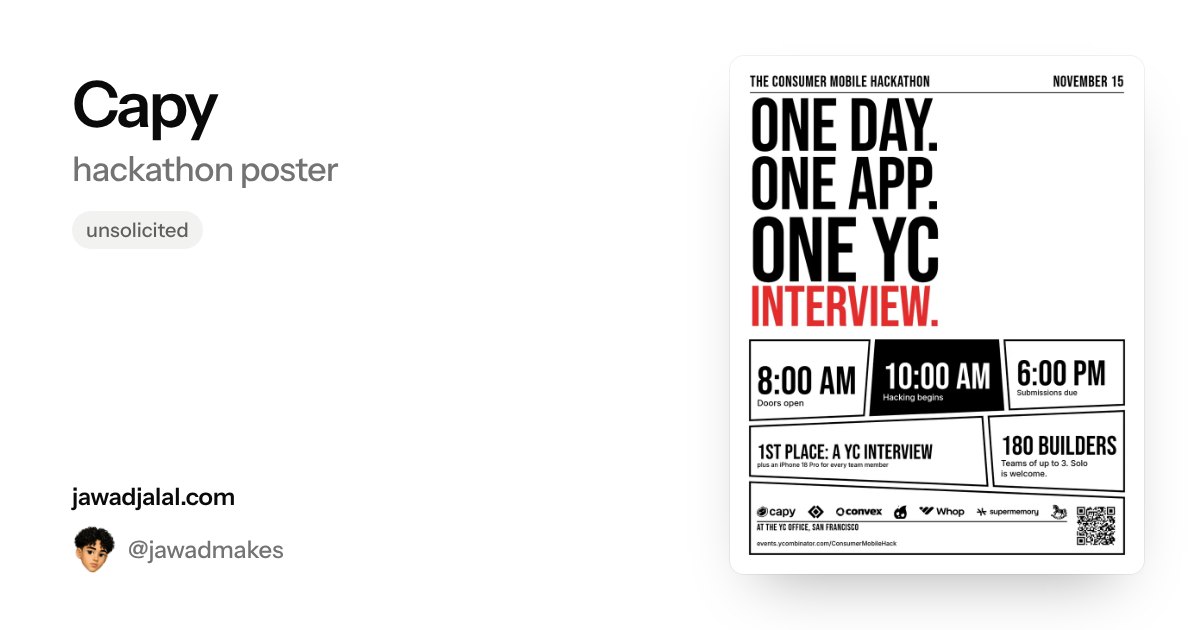 Capy
hackathon poster
unsolicited
jawadjalal.com
@jawadmakes
THE CONSUMER MOBILE HACKATHON
NOVEMBER 15
ONE DAY.
ONE APP.
ONE YC
INTERVIEW.
8:00 AM
Doors open
10:00 AM
Hacking begins
6:00 PM
Submissions due
1ST PLACE: A YC INTERVIEW
plus an iPhone 18 Pro for every team member
180 BUILDERS
Teams of up to 3. Solo
is welcome.
capy
convex
Whop
supermemory
AT THE YC OFFICE, SAN FRANCISCO
events.ycombinator.com/ConsumerMobileHack